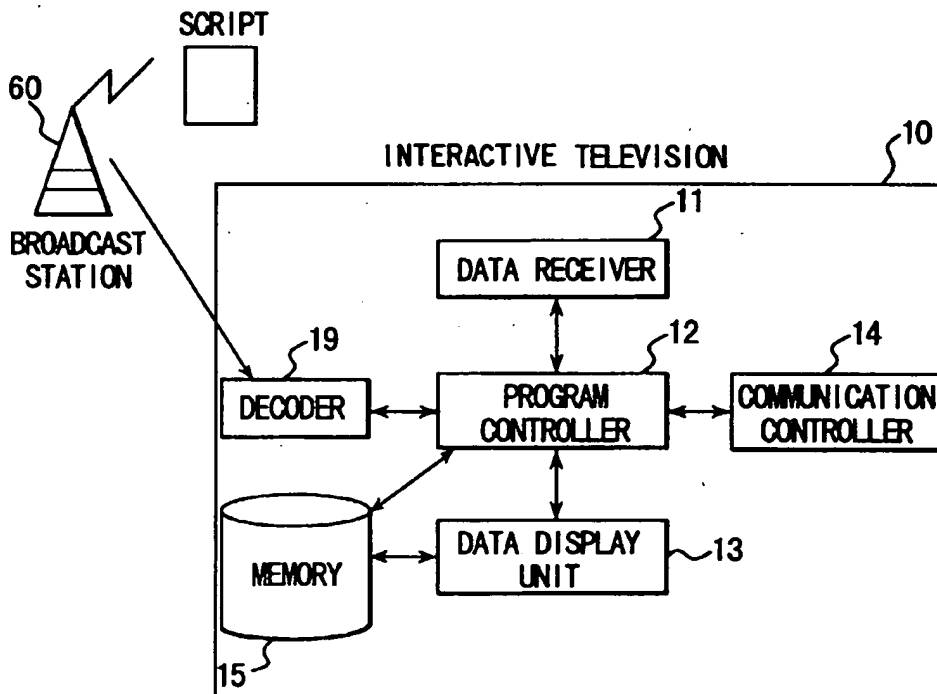 SCRIPT
60
BROADCAST
STATION
INTERACTIVE TELEVISION
10
11
DATA RECEIVER
19
DECODER
12
PROGRAM
CONTROLLER
14
COMMUNICATION
CONTROLLER
MEMORY
15
DATA DISPLAY
UNIT
13